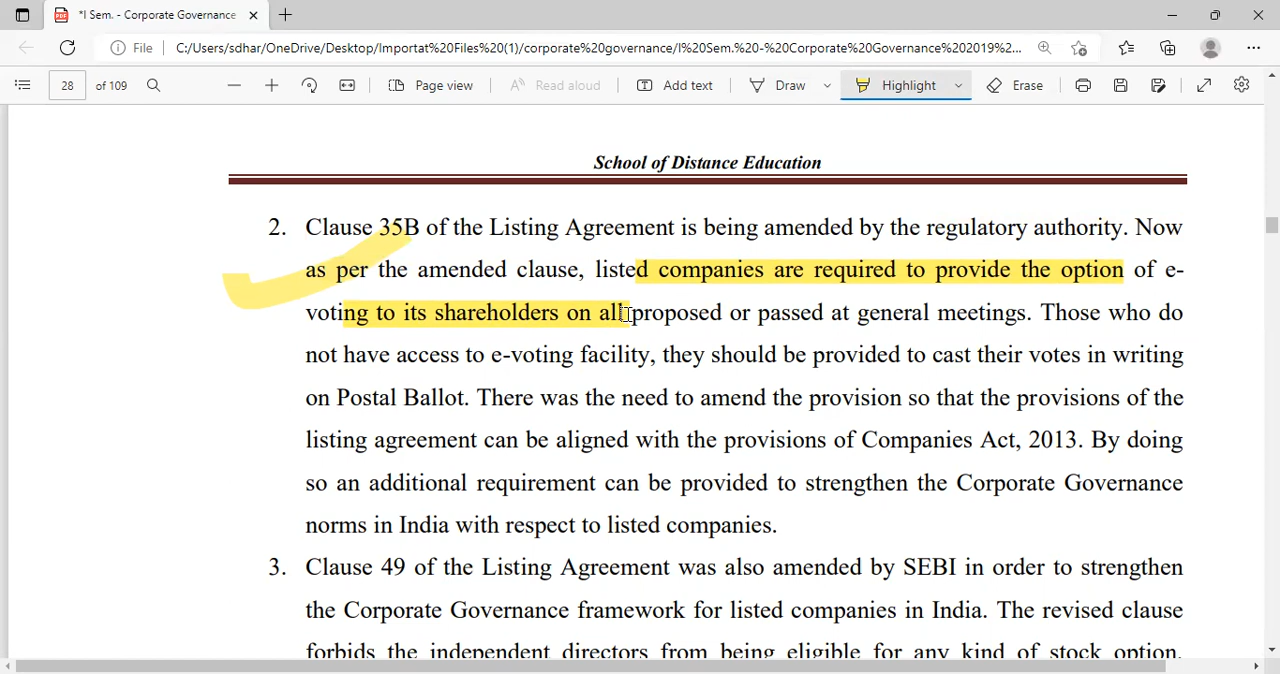 *I Sem. - Corporate Governance
File C:/Users/sdhar/OneDrive/Desktop/Importat%20Files%20(1)/corporate%20governance/I%20Sem.%20-%20Corporate%20Governance%202019%2...
28 of 109 Page view Read aloud Add text Draw Highlight Erase
School of Distance Education
2. Clause 35B of the Listing Agreement is being amended by the regulatory authority. Now
as per the amended clause, listed companies are required to provide the option of e-
voting to its shareholders on all proposed or passed at general meetings. Those who do
not have access to e-voting facility, they should be provided to cast their votes in writing
on Postal Ballot. There was the need to amend the provision so that the provisions of the
listing agreement can be aligned with the provisions of Companies Act, 2013. By doing
so an additional requirement can be provided to strengthen the Corporate Governance
norms in India with respect to listed companies.
3. Clause 49 of the Listing Agreement was also amended by SEBI in order to strengthen
the Corporate Governance framework for listed companies in India. The revised clause
forbids the independent directors from being eligible for any kind of stock option.